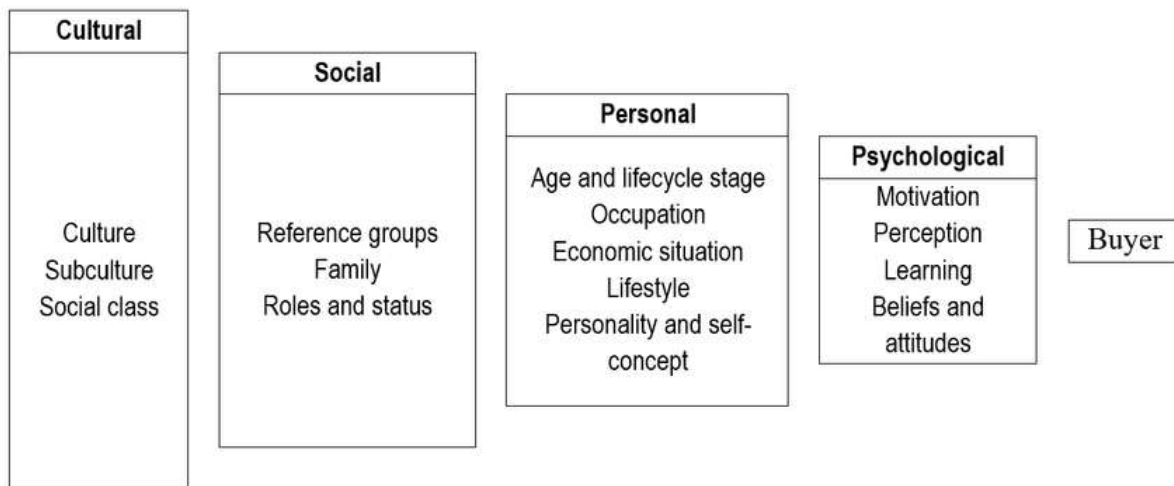 Cultural
Culture
Subculture
Social class
Social
Reference groups
Family
Roles and status
Personal
Age and lifecycle stage
Occupation
Economic situation
Lifestyle
Personality and self-
concept
Psychological
Motivation
Perception
Learning
Beliefs and
attitudes
Buyer